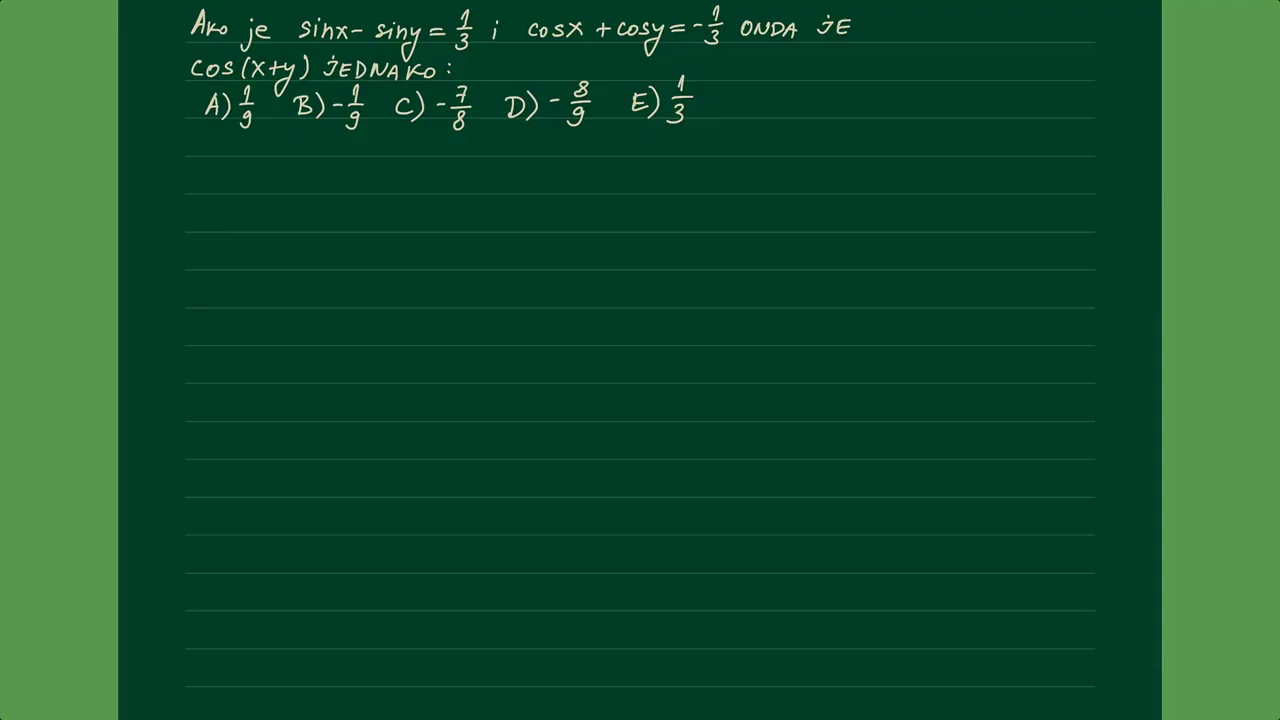 Ako je sinx - siny = 1/3 i cosx + cosy = -1/3 ONDA JE
cos(x+y) JEDNAKO:
A) 1/9 B) -1/9 C) -7/8 D) -8/9 E) 1/3